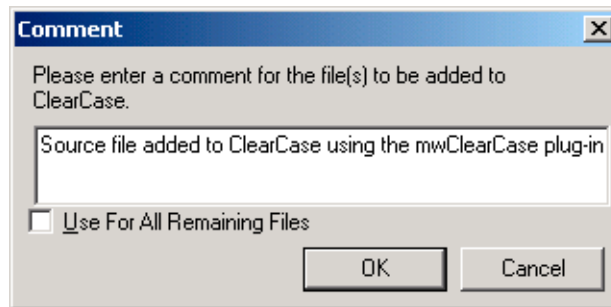 Comment
Please enter a comment for the file(s) to be added to
ClearCase.
Source file added to ClearCase using the mwClearCase plug-in
Use For All Remaining Files
OK
Cancel